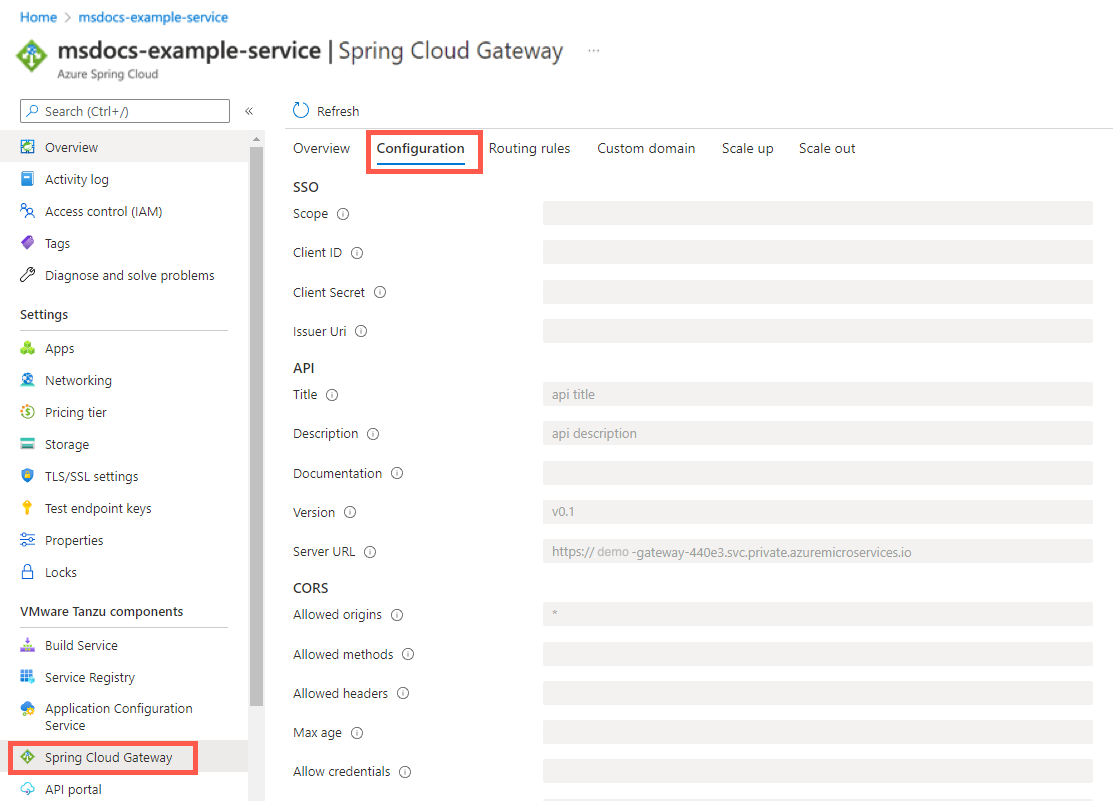 Home > msdocs-example-service
msdocs-example-service | Spring Cloud Gateway ...
Azure Spring Cloud
Search (Ctrl+/)
«
Overview
Activity log
Access control (IAM)
Tags
Diagnose and solve problems
Settings
Apps
Networking
Pricing tier
Storage
TLS/SSL settings
Test endpoint keys
Properties
Locks
VMware Tanzu components
Build Service
Service Registry
Application Configuration
Service
Spring Cloud Gateway
API portal
Refresh
Overview Configuration Routing rules Custom domain Scale up Scale out
SSO
Scope
Client ID
Client Secret
Issuer Uri
API
Title api title
Description api description
Documentation
Version v0.1
Server URL https:// demo -gateway-440e3.svc.private.azuremicroservices.io
CORS
Allowed origins *
Allowed methods
Allowed headers
Max age
Allow credentials